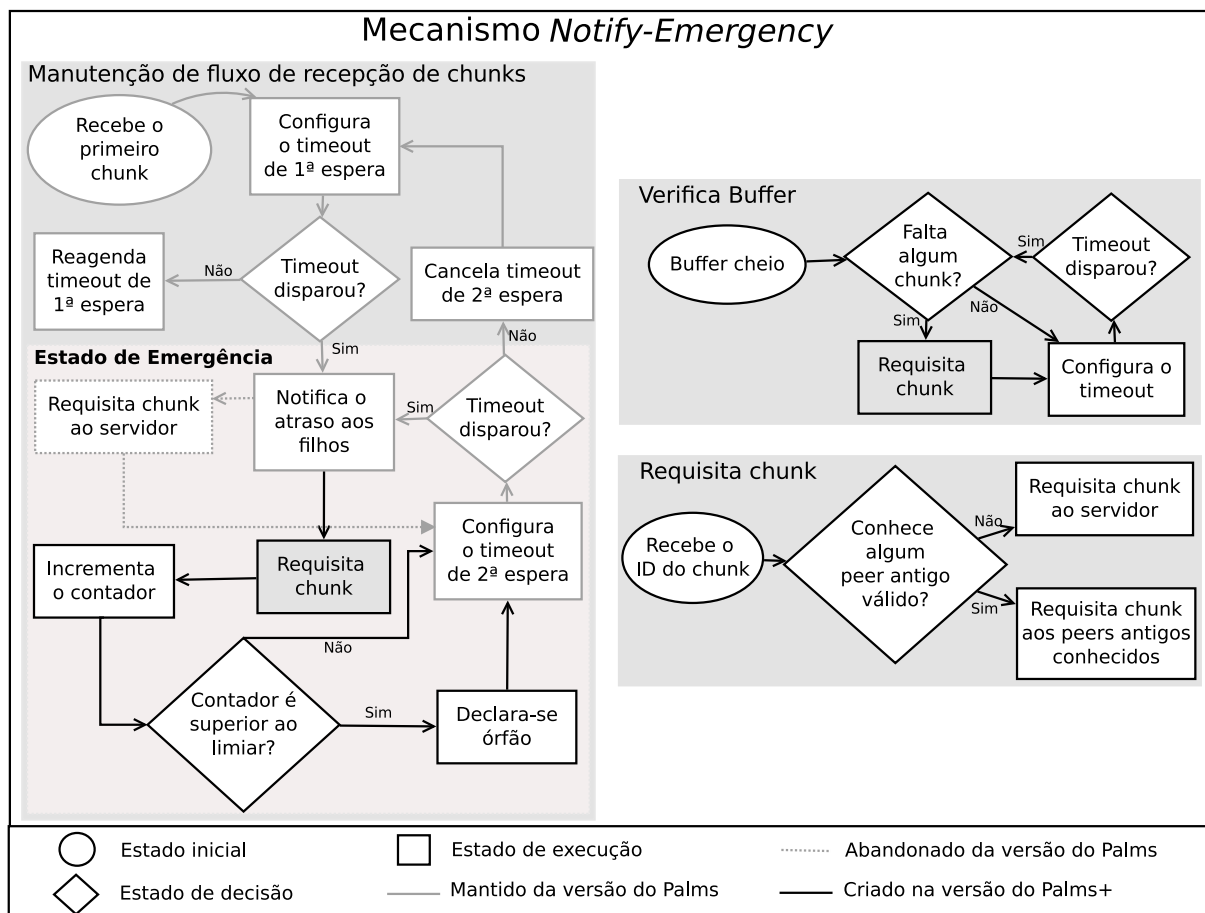 Mecanismo Notify-Emergency
Manutenção de fluxo de recepção de chunks
Recebe o
primeiro
chunk
Configura
o timeout
de 1ª espera
Reagenda
timeout de
1ª espera
Não
Timeout
disparou?
Cancela timeout
de 2ª espera
Sim
Não
Estado de Emergência
Requisita chunk
ao servidor
Notifica o
atraso aos
filhos
Sim
Timeout
disparou?
Incrementa
o contador
Requisita
chunk
Configura
o timeout
de 2ª espera
Não
Contador é
superior ao
limiar?
Sim
Declara-se
órfão
Verifica Buffer
Buffer cheio
Falta
algum
chunk?
Sim
Timeout
disparou?
Sim
Não
Requisita
chunk
Configura o
timeout
Requisita chunk
Recebe o
ID do chunk
Conhece
algum
peer antigo
válido?
Não
Requisita chunk
ao servidor
Sim
Requisita chunk
aos peers antigos
conhecidos
Estado inicial
Estado de execução
Abandonado da versão do Palms
Estado de decisão
Mantido da versão do Palms
Criado na versão do Palms+